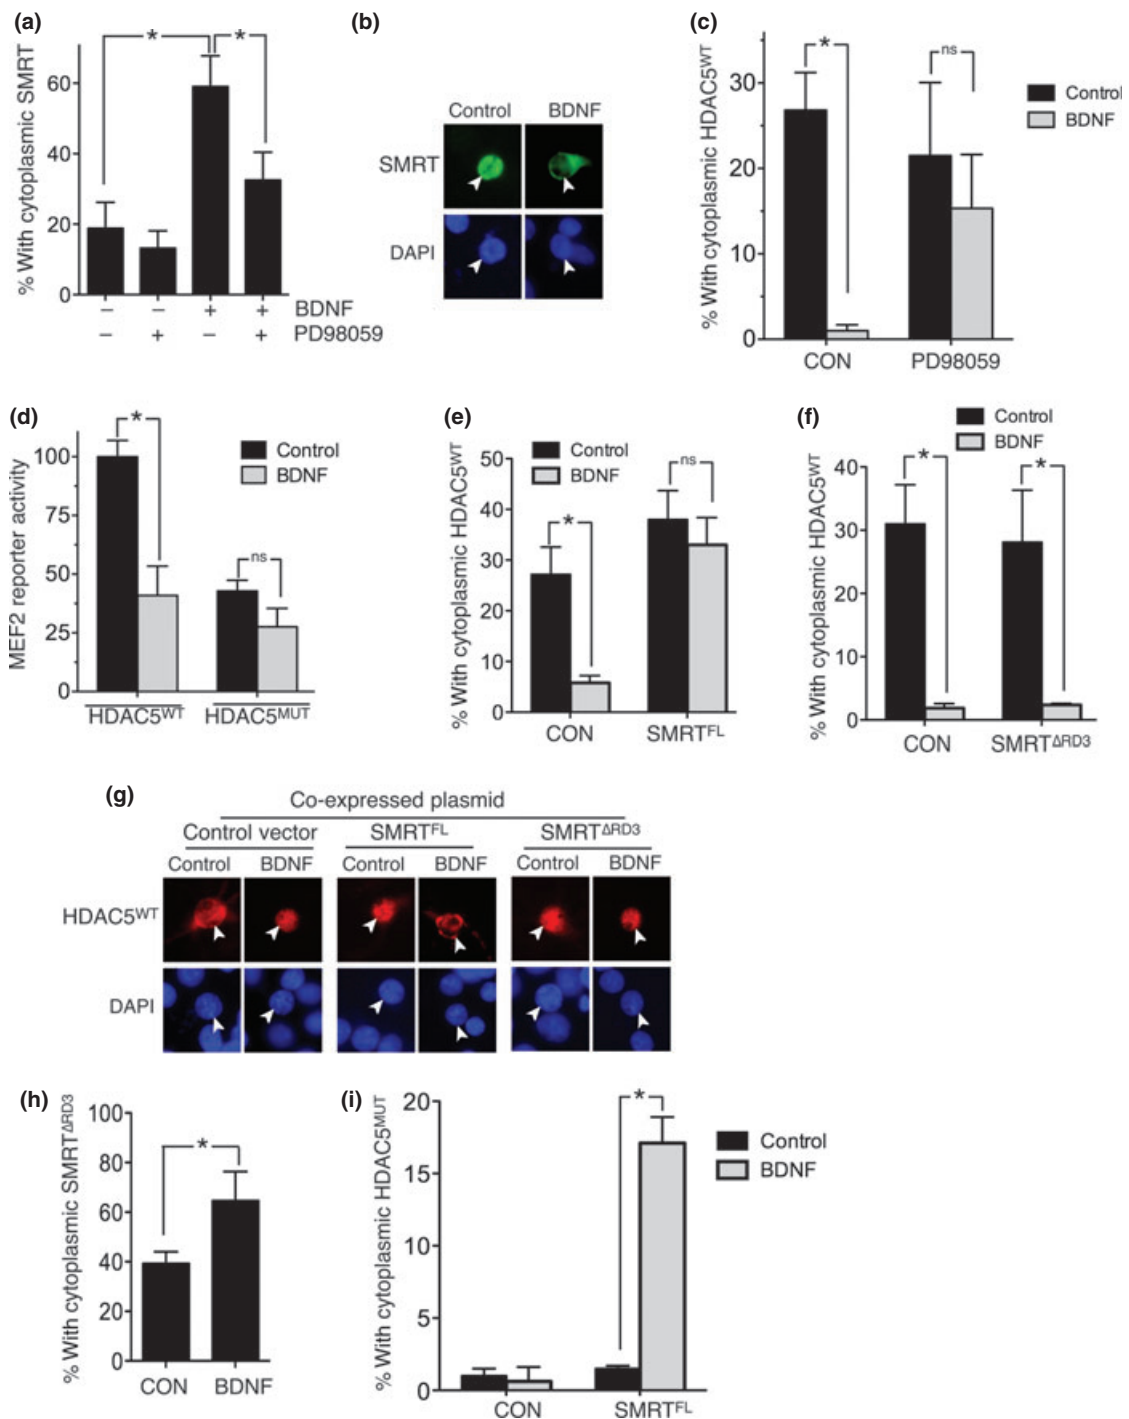 (a)
% With cytoplasmic SMRT
60
40
20
0
*
*
− − + + BDNF
− + − + PD98059
(b)
Control BDNF
SMRT
DAPI
(c)
% With cytoplasmic HDAC5WT
30
20
10
0
*
ns
CON PD98059
Control
BDNF
(d)
MEF2 reporter activity
100
75
50
25
0
*
ns
Control
BDNF
HDAC5WT HDAC5MUT
(e)
% With cytoplasmic HDAC5WT
50
40
30
20
10
0
Control
BDNF
*
ns
CON SMRTFL
(f)
% With cytoplasmic HDAC5WT
40
30
20
10
0
Control
BDNF
*
*
CON SMRTΔRD3
(g)
Co-expressed plasmid
Control vector SMRTFL SMRTΔRD3
Control BDNF Control BDNF Control BDNF
HDAC5WT
DAPI
(h)
% With cytoplasmic SMRTΔRD3
100
80
60
40
20
0
*
CON BDNF
(i)
% With cytoplasmic HDAC5MUT
20
15
10
5
0
*
Control
BDNF
CON SMRTFL